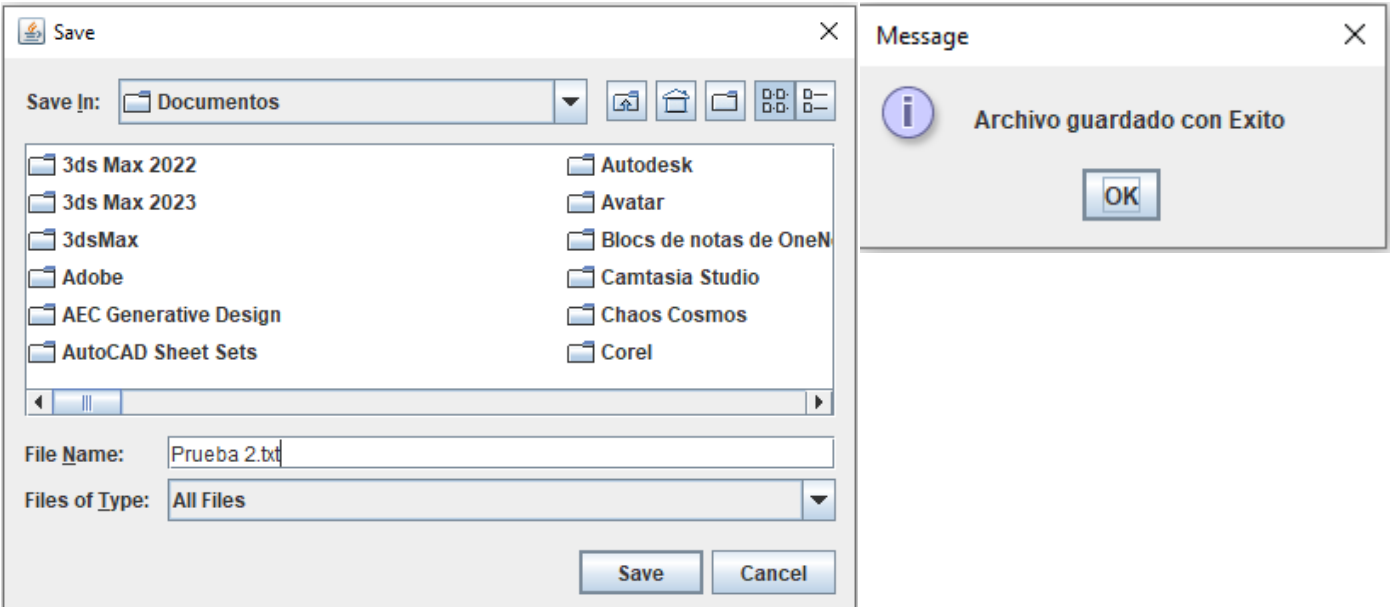 Save
Save In: Documentos
3ds Max 2022
3ds Max 2023
3dsMax
Adobe
AEC Generative Design
AutoCAD Sheet Sets
Autodesk
Avatar
Blocs de notas de OneN
Camtasia Studio
Chaos Cosmos
Corel
File Name: Prueba 2.txt
Files of Type: All Files
Save Cancel
Message
Archivo guardado con Exito
OK